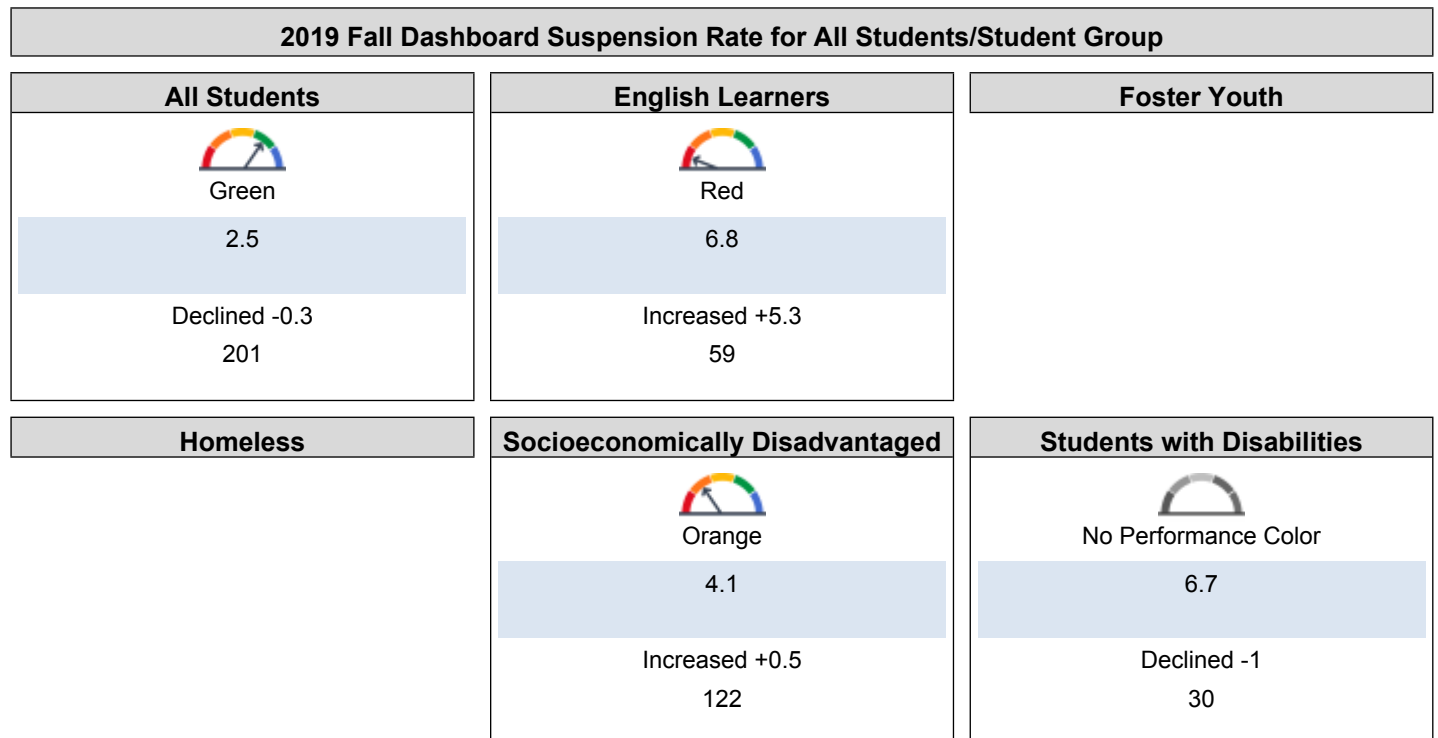 2019 Fall Dashboard Suspension Rate for All Students/Student Group
All Students
Green
2.5
Declined -0.3
201
English Learners
Red
6.8
Increased +5.3
59
Foster Youth
Homeless
Socioeconomically Disadvantaged
Orange
4.1
Increased +0.5
122
Students with Disabilities
No Performance Color
6.7
Declined -1
30